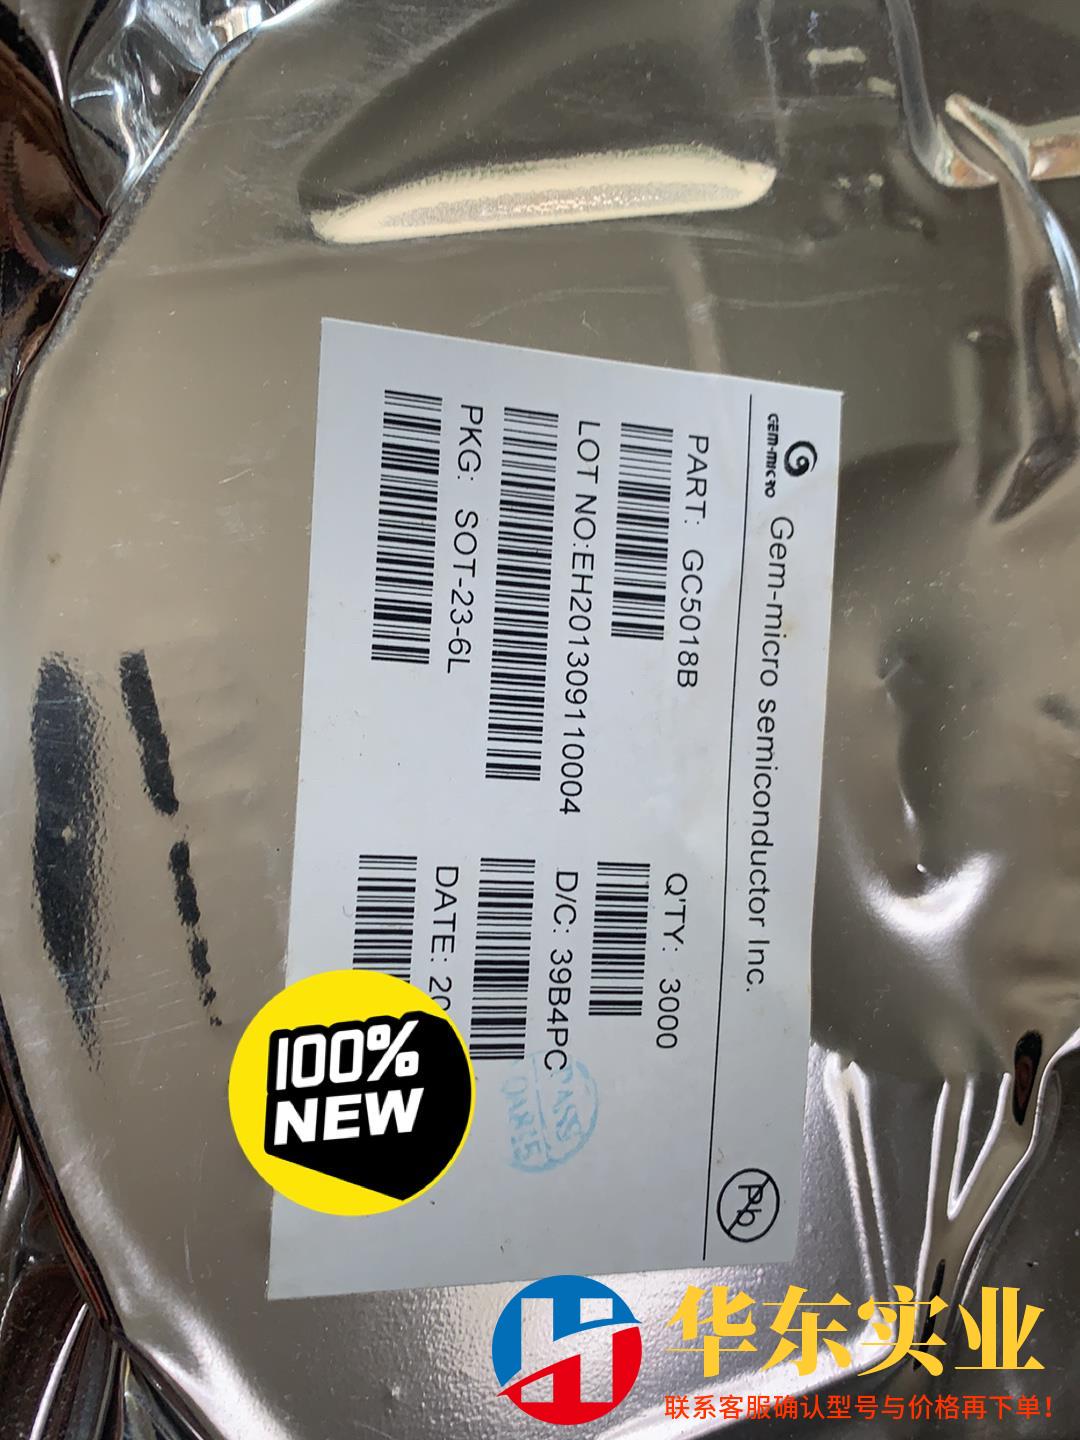 GEM-MICRO
Gem-micro semiconductor Inc.
Pb
PART: GC5018B
Q'TY: 3000
LOT NO:EH201309110004
D/C: 39B4PC
PASS
PKG: SOT-23-6L
DATE: 20
100%
NEW
华东实业
联系客服确认型号与价格再下单!